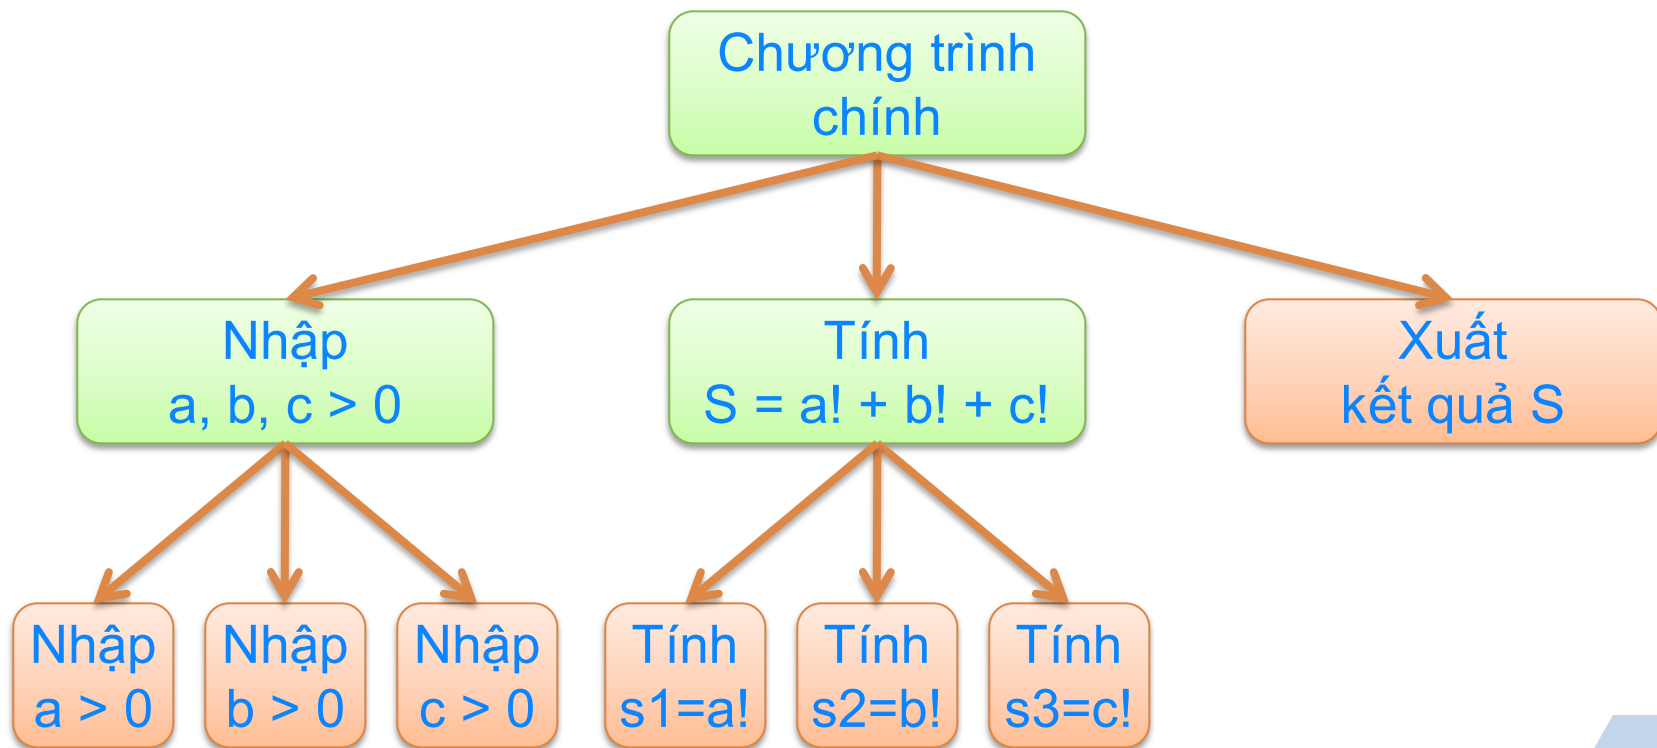 Chương trình
chính
Nhập
a, b, c > 0
Tính
S = a! + b! + c!
Xuất
kết quả S
Nhập
a > 0
Nhập
b > 0
Nhập
c > 0
Tính
s1=a!
Tính
s2=b!
Tính
s3=c!